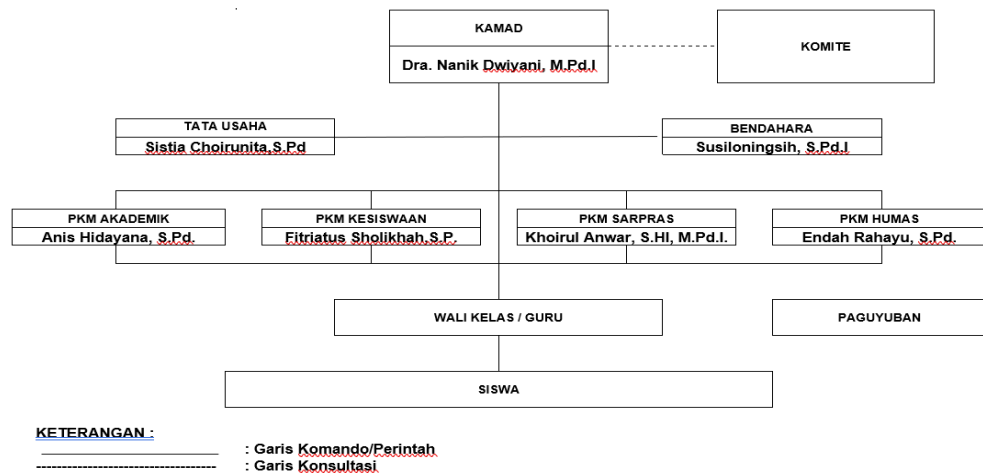 KAMAD
Dra. Nanik Dwiyani, M.Pd.I
KOMITE
TATA USAHA
Sistia Choirunita,S.Pd
BENDAHARA
Susiloningsih, S.Pd.I
PKM AKADEMIK
Anis Hidayana, S.Pd.
PKM KESISWAAN
Fitriatus Sholikhah,S.P.
PKM SARPRAS
Khoirul Anwar, S.HI, M.Pd.I.
PKM HUMAS
Endah Rahayu, S.Pd.
WALI KELAS / GURU
PAGUYUBAN
SISWA
KETERANGAN :
: Garis Komando/Perintah
: Garis Konsultasi